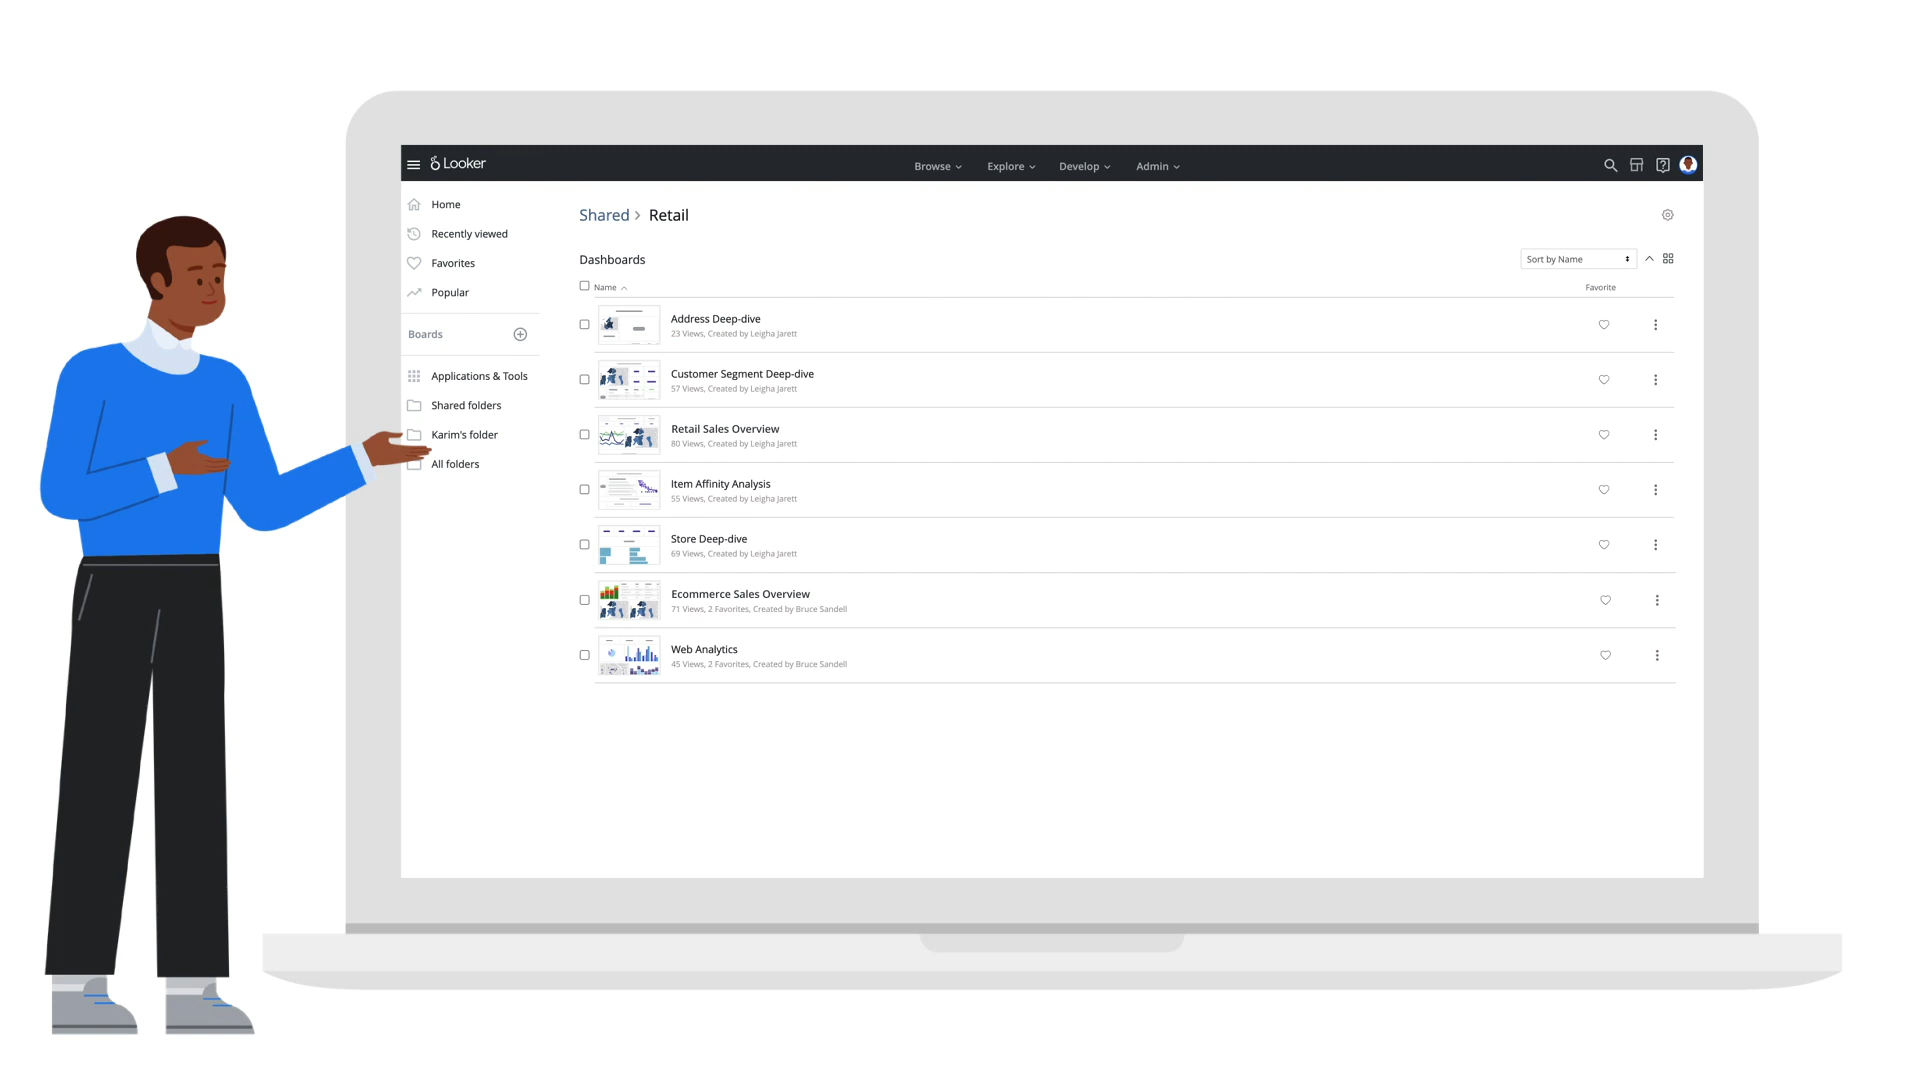 Looker
Browse
Explore
Develop
Admin
Home
Recently viewed
Favorites
Popular
Boards
Applications & Tools
Shared folders
Karim's folder
All folders
Shared > Retail
Dashboards
Sort by Name
Name
Favorite
Address Deep-dive
23 Views, Created by Leigha Jarett
Customer Segment Deep-dive
57 Views, Created by Leigha Jarett
Retail Sales Overview
80 Views, Created by Leigha Jarett
Item Affinity Analysis
55 Views, Created by Leigha Jarett
Store Deep-dive
69 Views, Created by Leigha Jarett
Ecommerce Sales Overview
71 Views, 2 Favorites, Created by Bruce Sandell
Web Analytics
45 Views, 2 Favorites, Created by Bruce Sandell